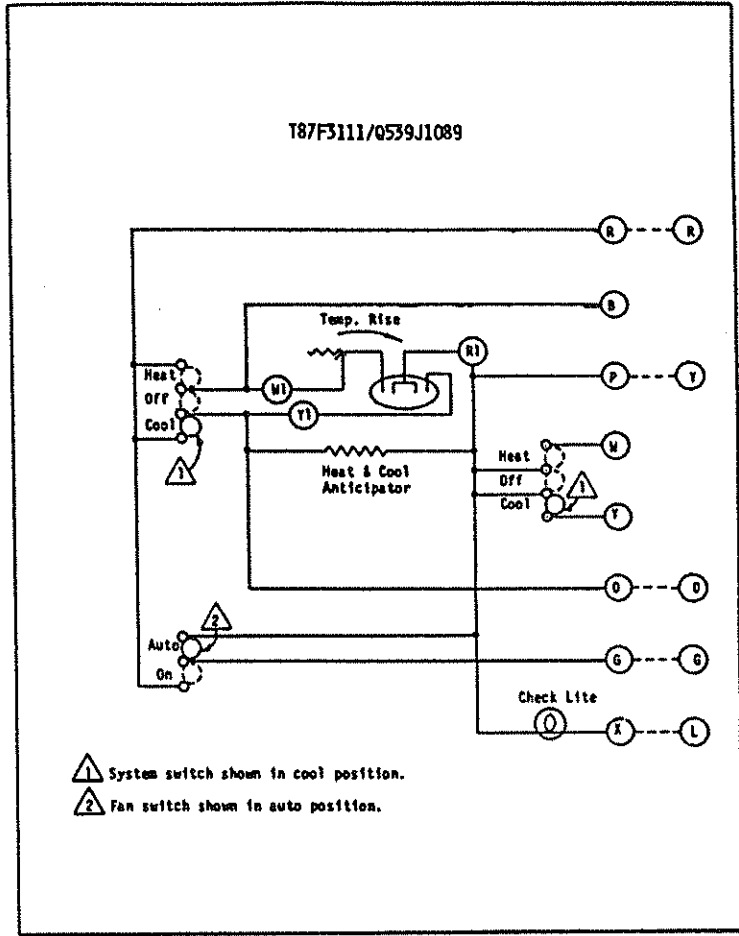 T87F3111/Q539J1089
R R
B
Temp. Rise
R1
Heat
Off
Cool
W1
Y1
P Y
1
Heat & Cool
Anticipator
Heat
Off
Cool
1
W
Y
O O
2
Auto
On
G G
Check Lite
X L
1 System switch shown in cool position.
2 Fan switch shown in auto position.